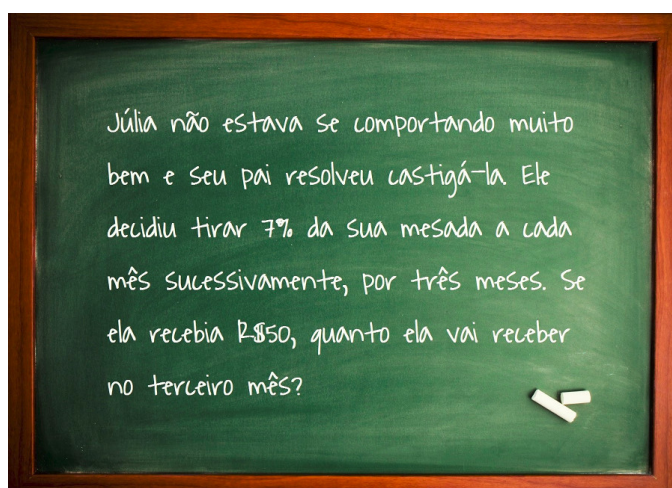 Júlia não estava se comportando muito
bem e seu pai resolveu castigá-la. Ele
decidiu tirar 7% da sua mesada a cada
mês sucessivamente, por três meses. Se
ela recebia R$50, quanto ela vai receber
no terceiro mês?